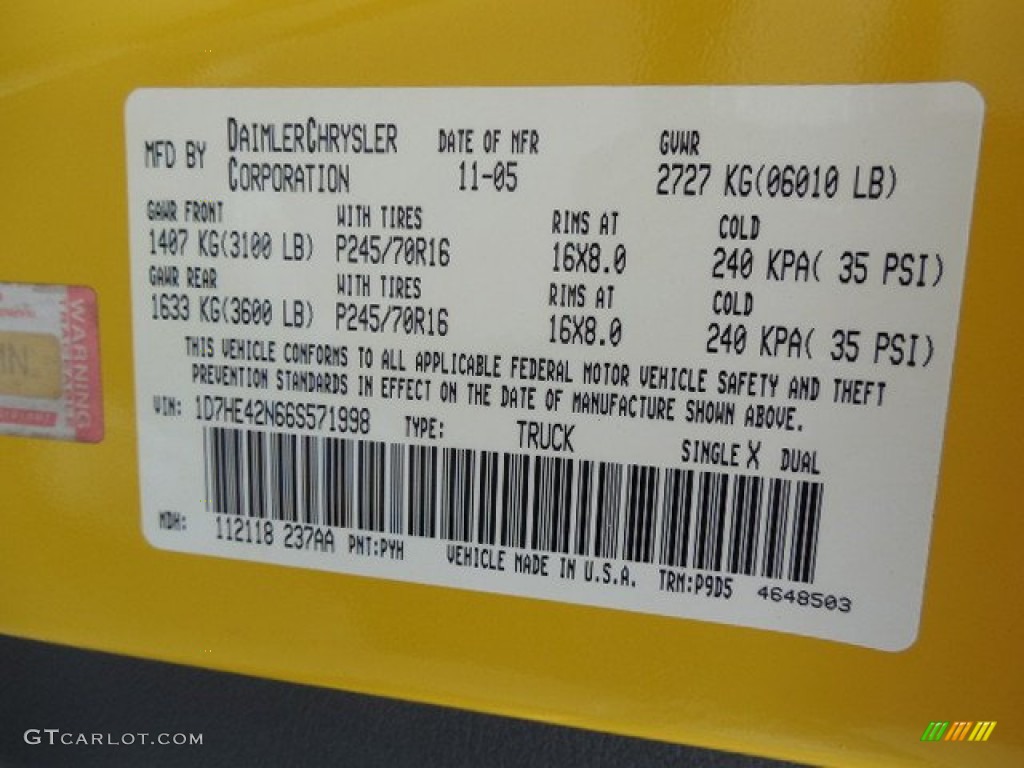 MFD BY DAIMLERCHRYSLER CORPORATION DATE OF MFR 11-05 GVWR 2727 KG(06010 LB)
GAWR FRONT WITH TIRES RIMS AT COLD
1407 KG(3100 LB) P245/70R16 16X8.0 240 KPA( 35 PSI)
GAWR REAR WITH TIRES RIMS AT COLD
1633 KG(3600 LB) P245/70R16 16X8.0 240 KPA( 35 PSI)
THIS VEHICLE CONFORMS TO ALL APPLICABLE FEDERAL MOTOR VEHICLE SAFETY AND THEFT
PREVENTION STANDARDS IN EFFECT ON THE DATE OF MANUFACTURE SHOWN ABOVE.
VIN: 1D7HE42N66S571998 TYPE: TRUCK SINGLE X DUAL
MDH: 112118 237AA PNT:PYH VEHICLE MADE IN U.S.A. TRM:P9D5 4648503
WARNING
GTCARLOT.COM